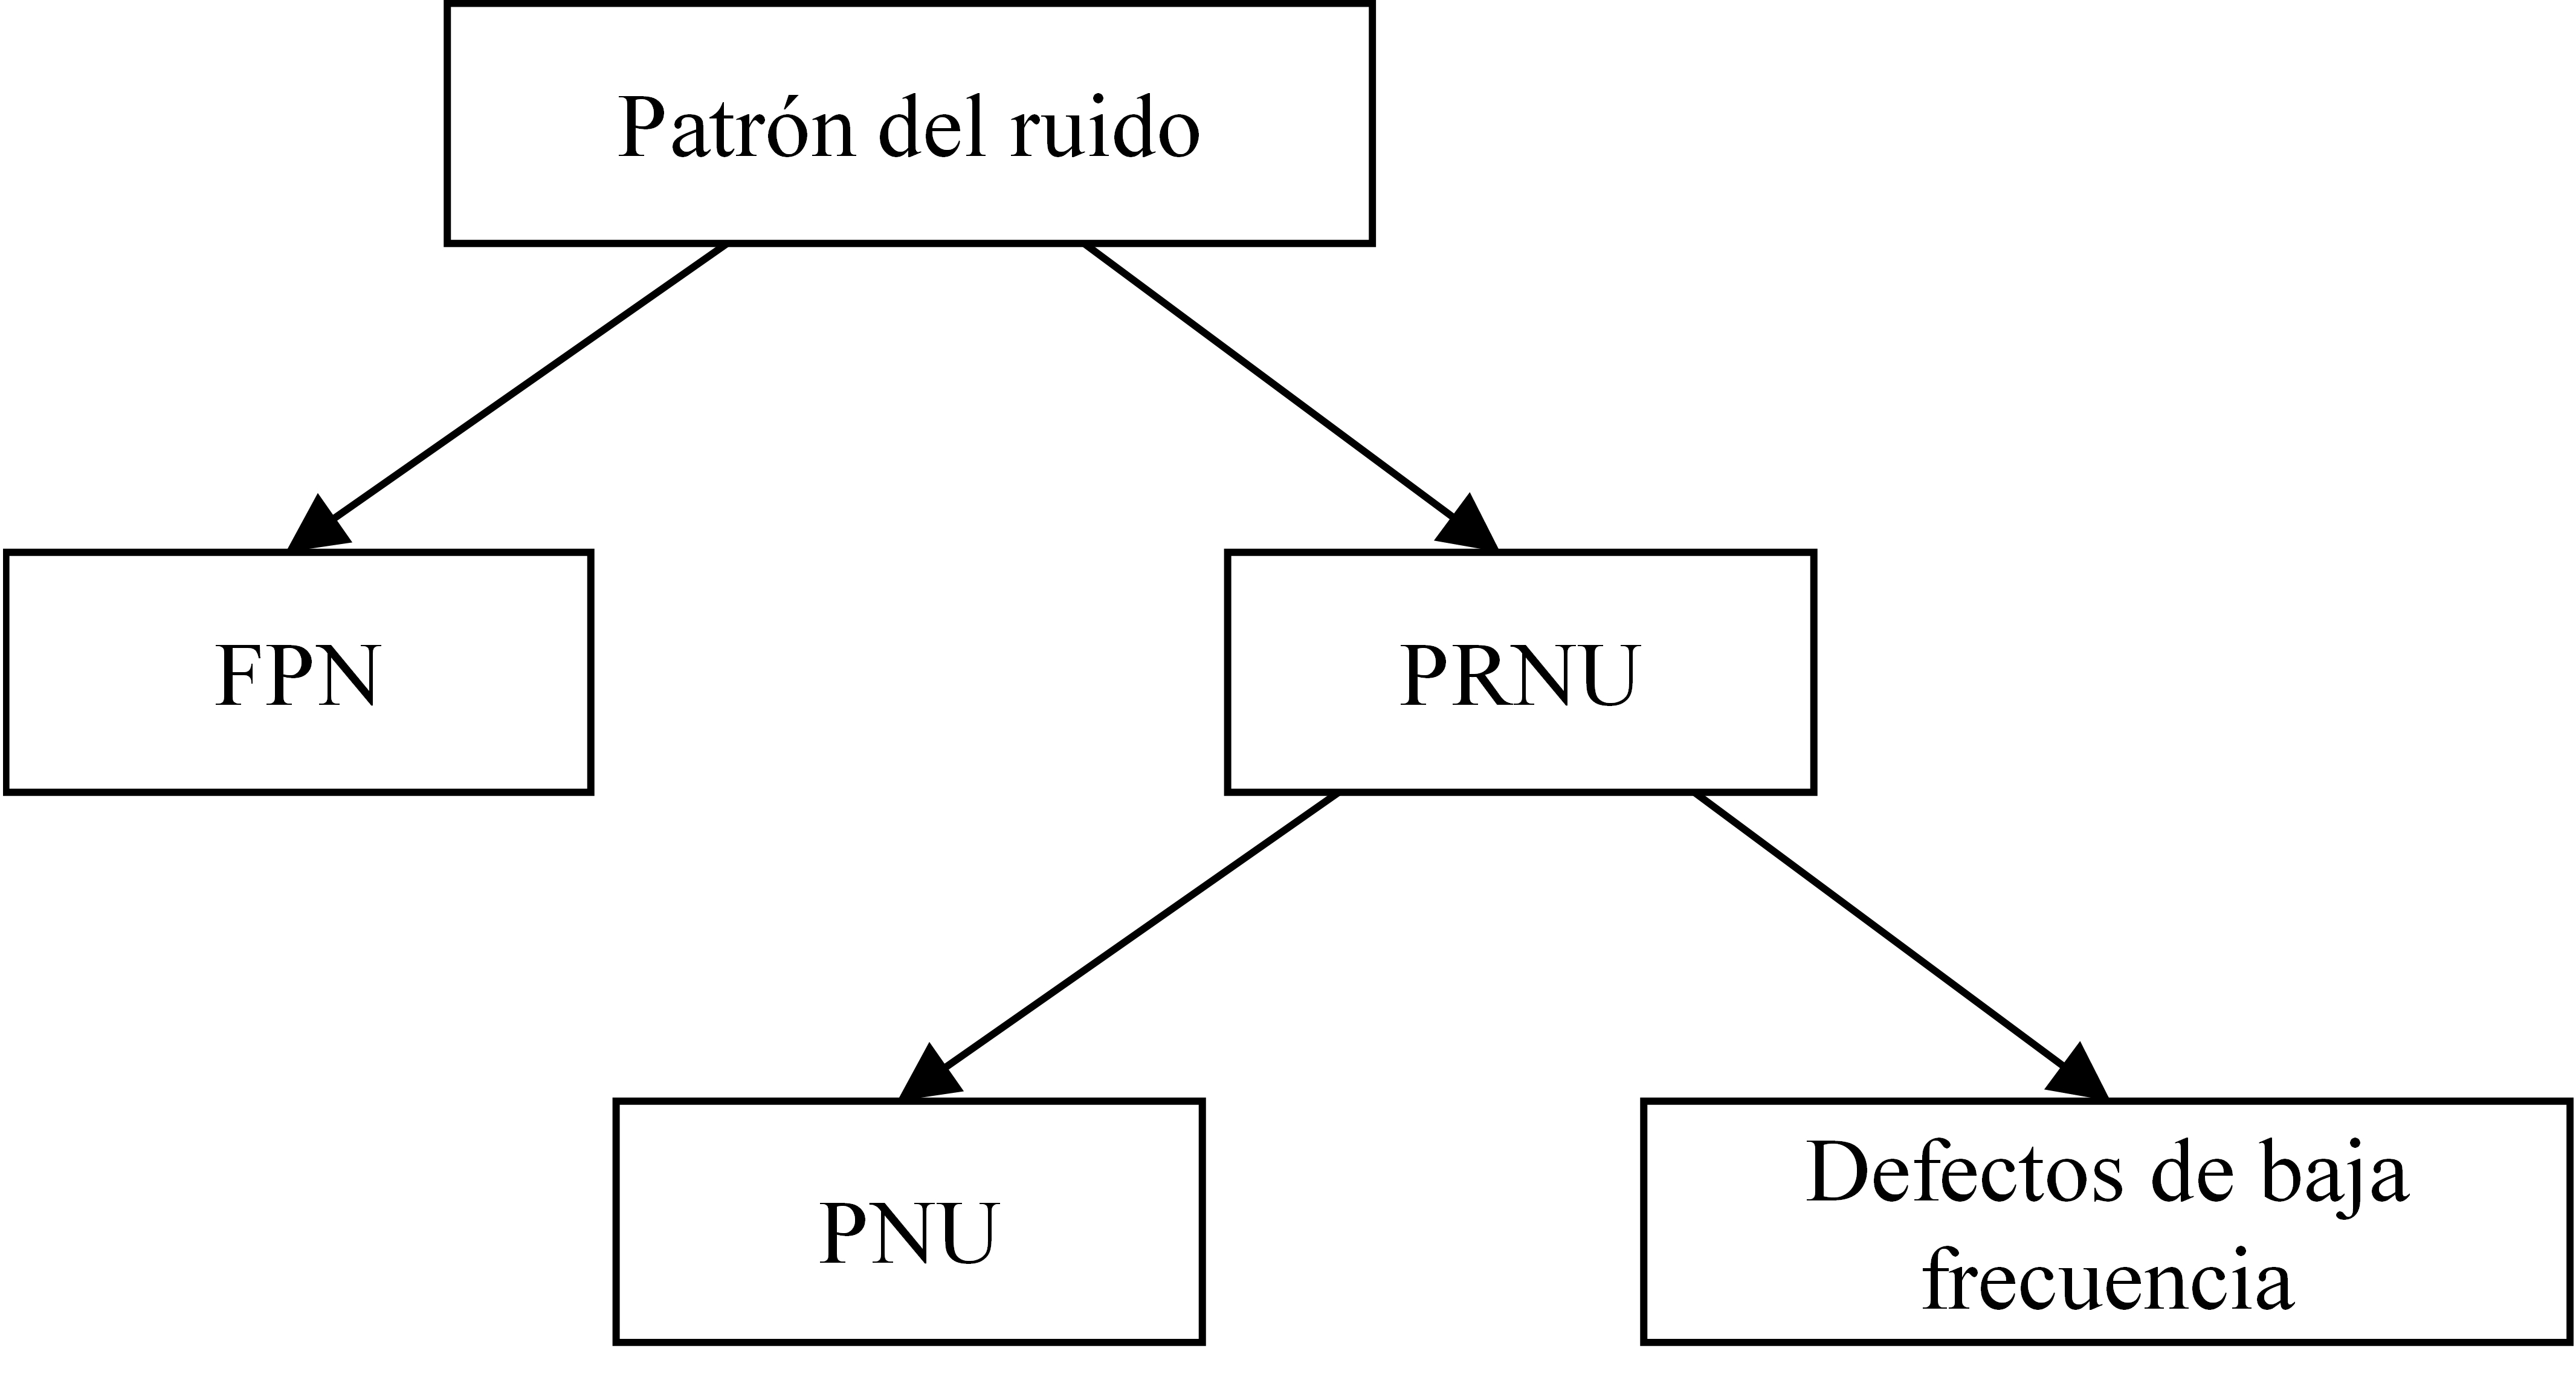 Patrón del ruido
FPN
PRNU
PNU
Defectos de baja
frecuencia